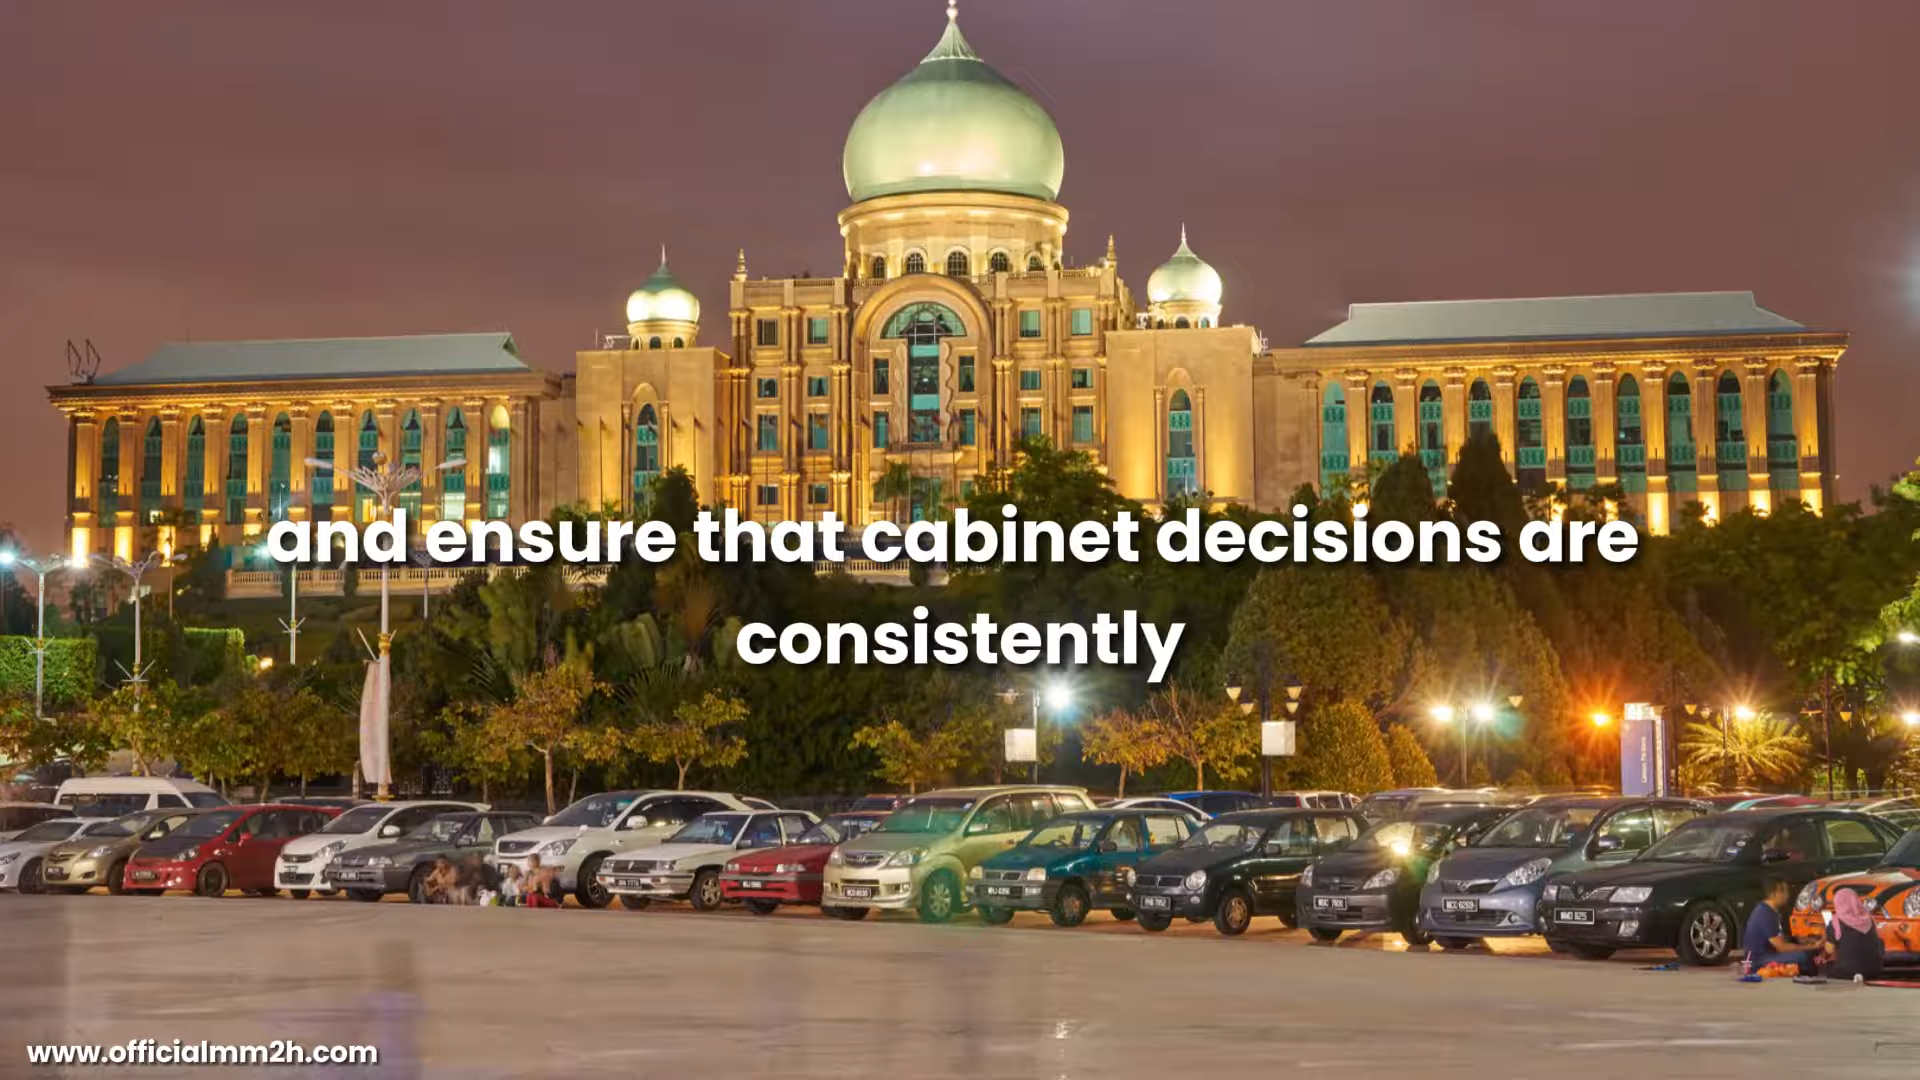 and ensure that cabinet decisions are
consistently
www.officialmm2h.com